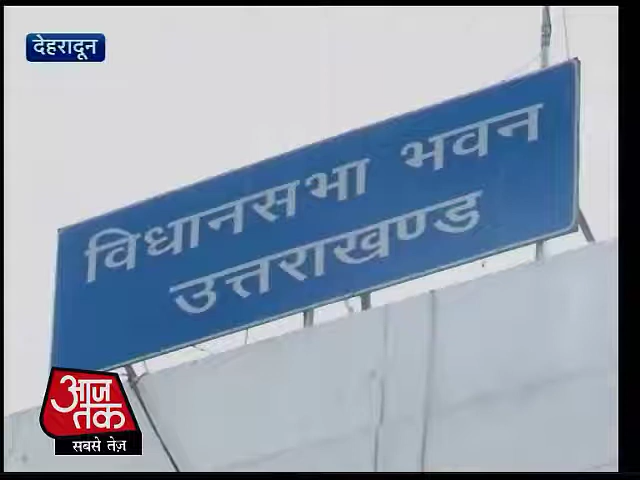 देहरादून
विधानसभा भवन
उत्तराखण्ड
आज
तक
सबसे तेज़